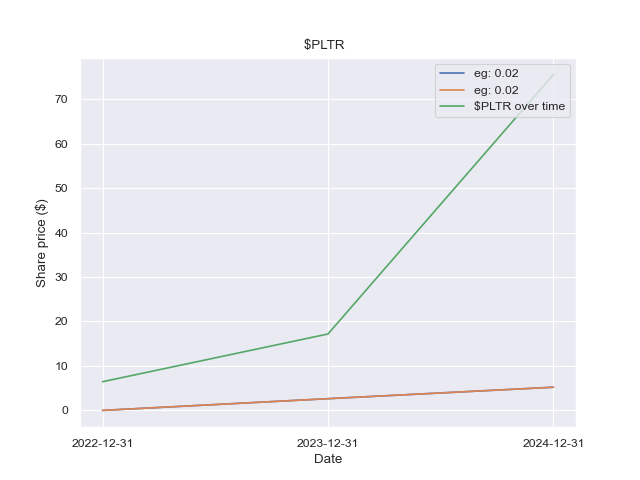 $PLTR
eg: 0.02
eg: 0.02
$PLTR over time
70
60
50
40
30
20
10
0
Share price ($)
2022-12-31
2023-12-31
2024-12-31
Date